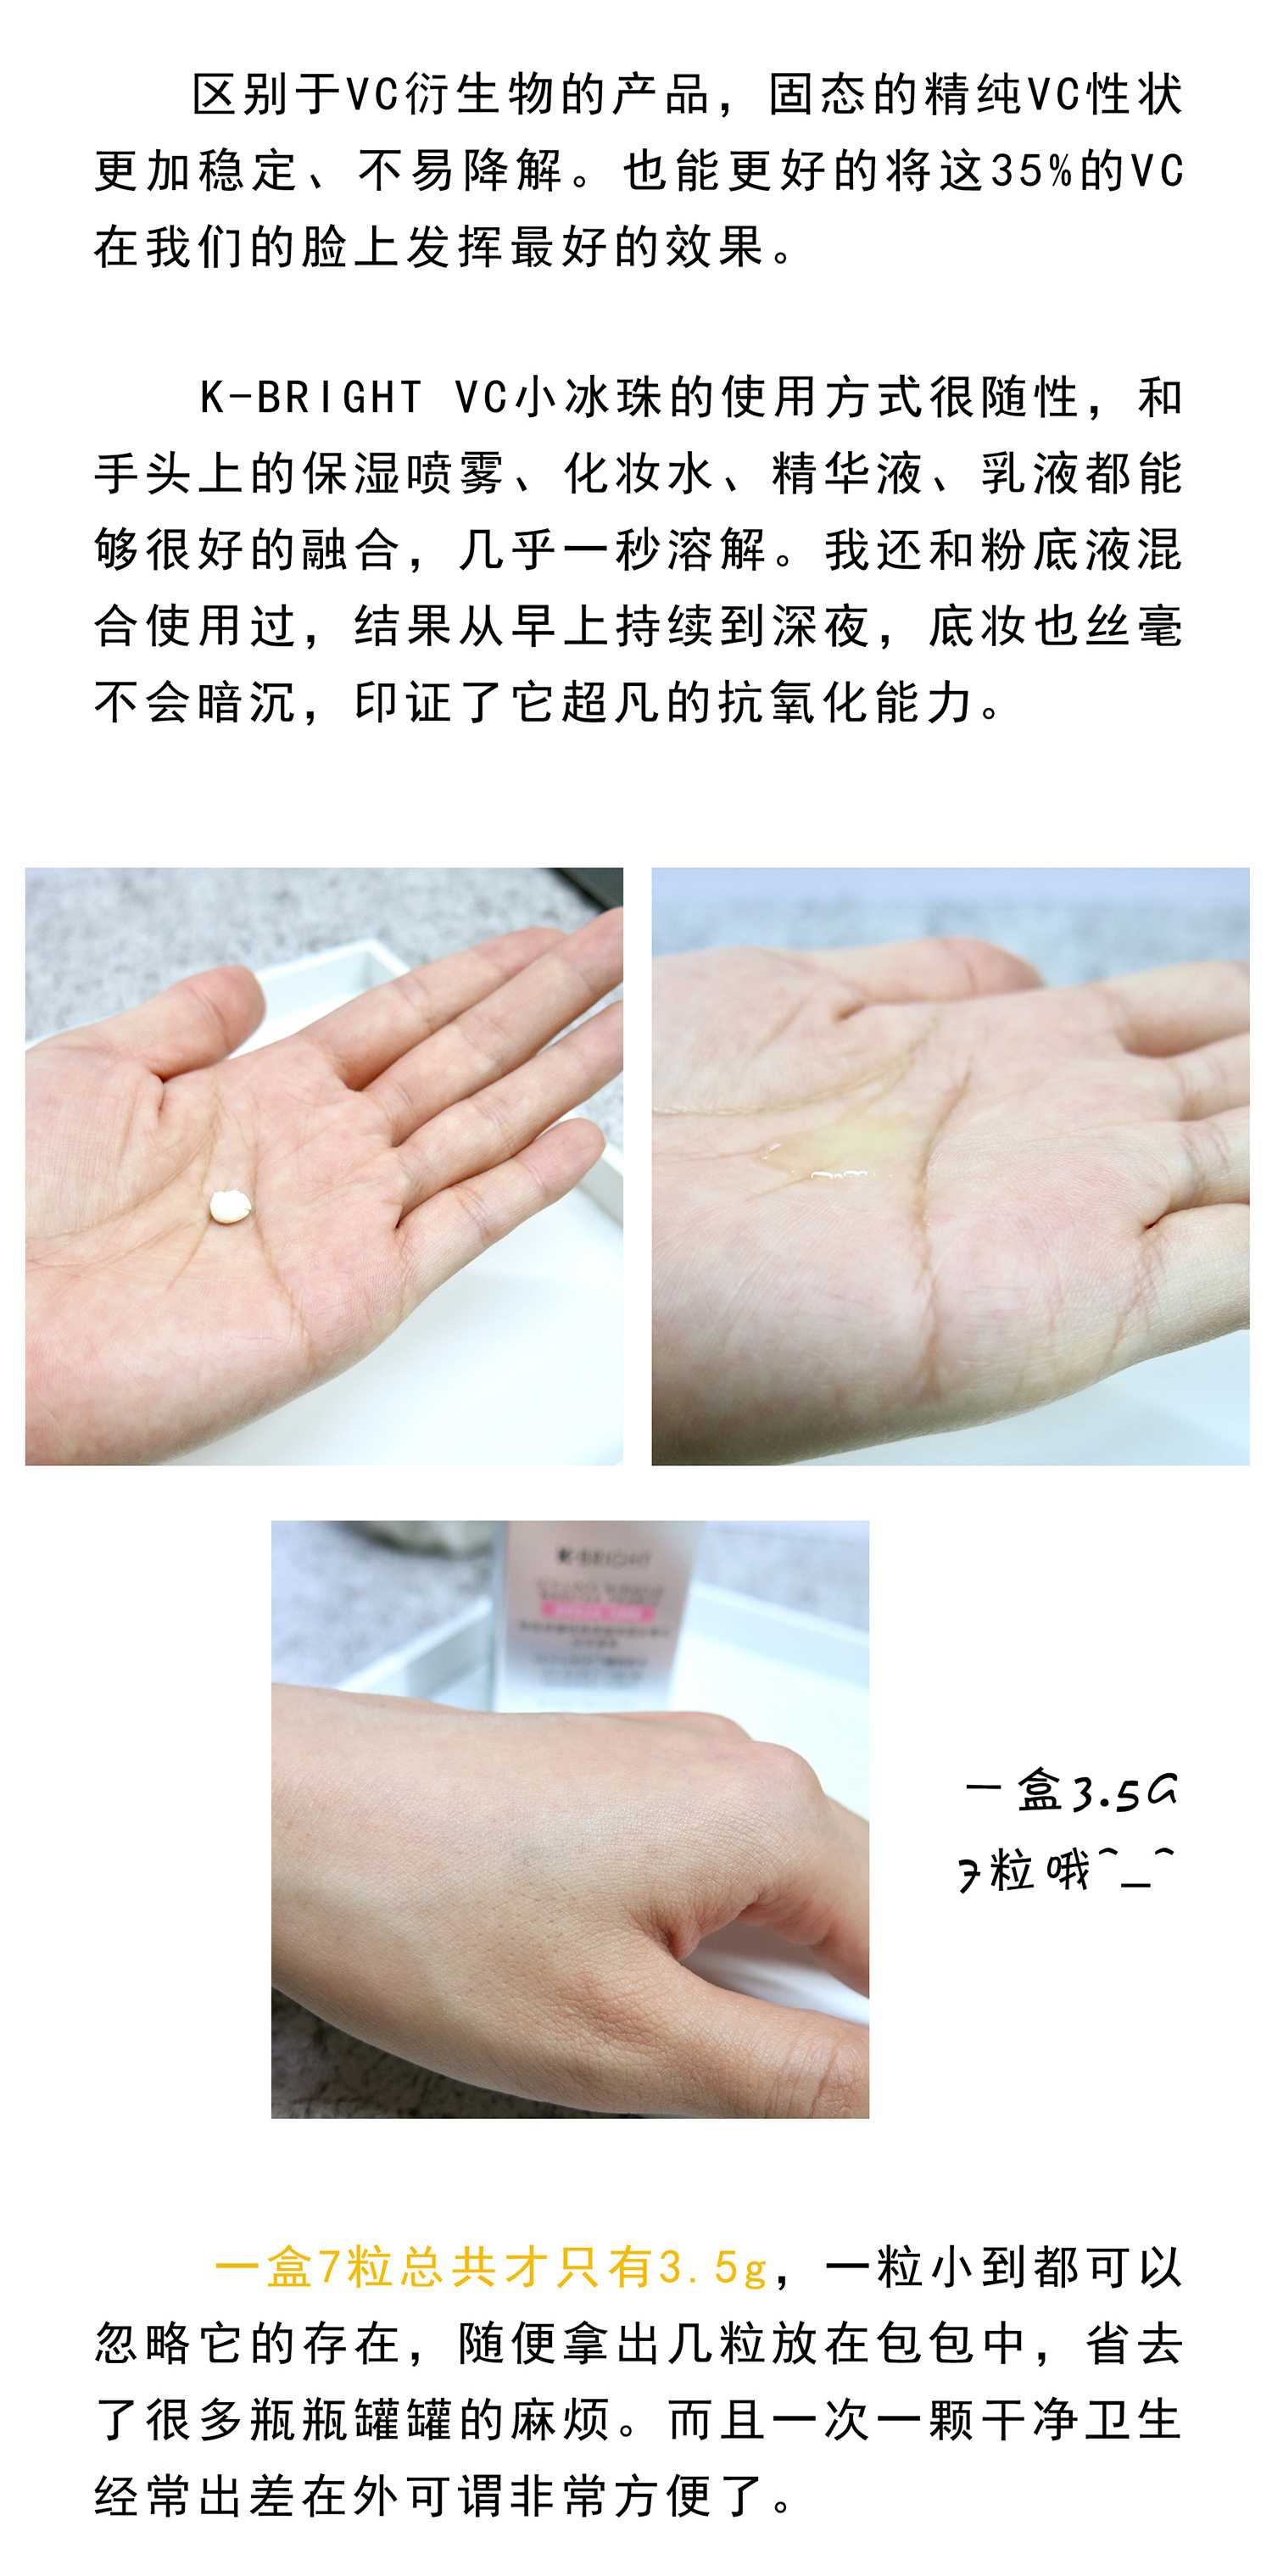 区别于VC衍生物的产品，固态的精纯VC性状
更加稳定、不易降解。也能更好的将这35%的VC
在我们的脸上发挥最好的效果。
K-BRIGHT VC小冰珠的使用方式很随性，和
手头上的保湿喷雾、化妆水、精华液、乳液都能
够很好的融合，几乎一秒溶解。我还和粉底液混
合使用过，结果从早上持续到深夜，底妆也丝毫
不会暗沉，印证了它超凡的抗氧化能力。
K-BRIGHT
一盒3.5G
7粒哦^_^
一盒7粒总共才只有3.5g，一粒小到都可以
忽略它的存在，随便拿出几粒放在包包中，省去
了很多瓶瓶罐罐的麻烦。而且一次一颗干净卫生
经常出差在外可谓非常方便了。